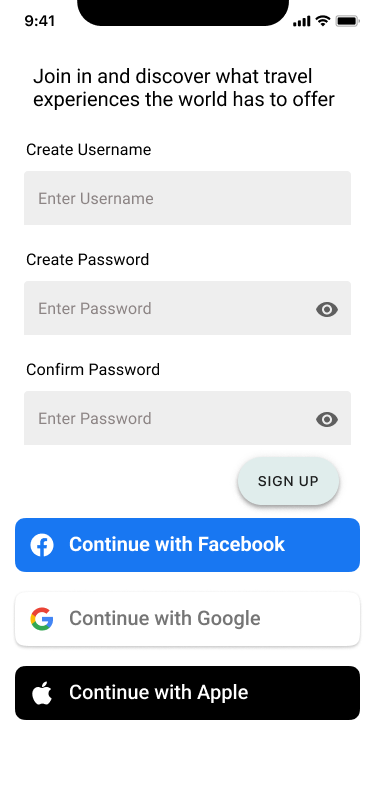 9:41
Join in and discover what travel
experiences the world has to offer
Create Username
Enter Username
Create Password
Enter Password
Confirm Password
Enter Password
SIGN UP
Continue with Facebook
Continue with Google
Continue with Apple